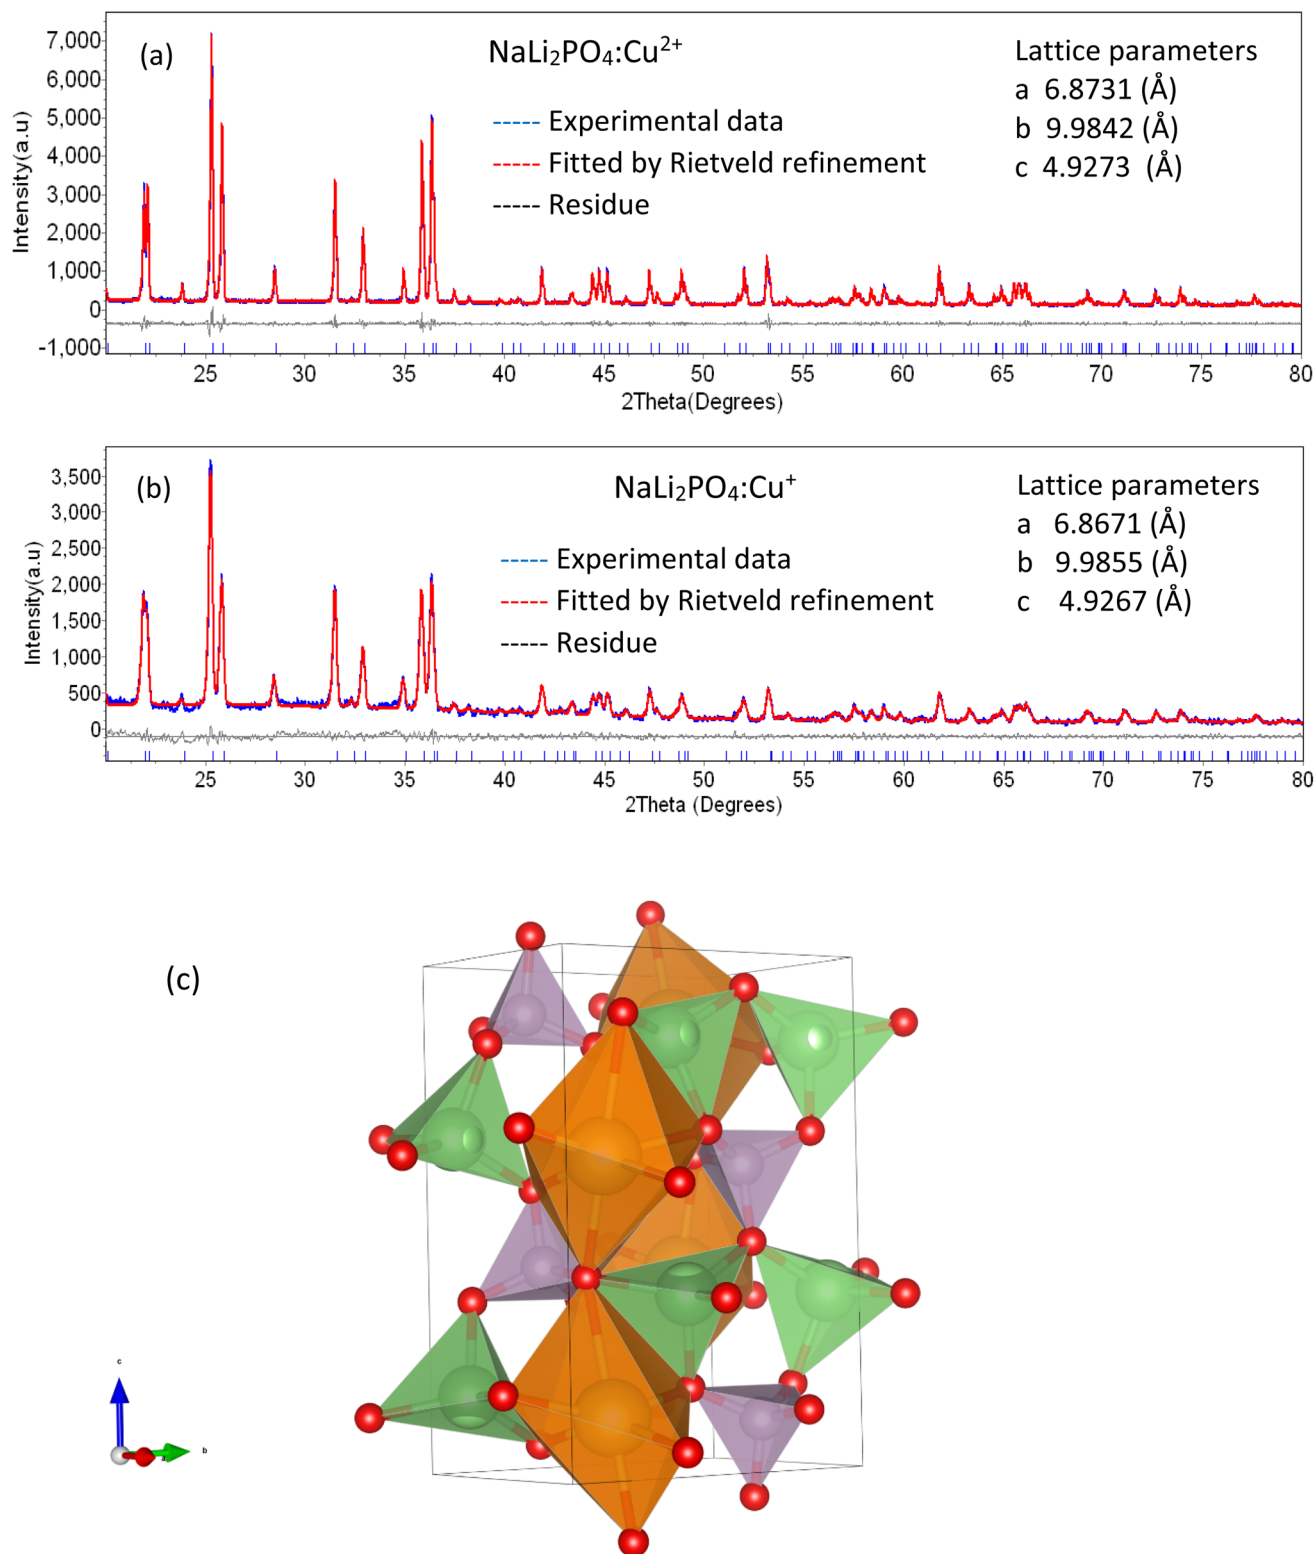 (a)
NaLi₂PO₄:Cu²⁺
Lattice parameters
a 6.8731 (Å)
b 9.9842 (Å)
c 4.9273 (Å)
----- Experimental data
----- Fitted by Rietveld refinement
----- Residue
Intensity(a.u)
7,000
6,000
5,000
4,000
3,000
2,000
1,000
0
-1,000
25 30 35 40 45 50 55 60 65 70 75 80
2Theta(Degrees)
(b)
NaLi₂PO₄:Cu⁺
Lattice parameters
a 6.8671 (Å)
b 9.9855 (Å)
c 4.9267 (Å)
----- Experimental data
----- Fitted by Rietveld refinement
----- Residue
Intensity(a.u)
3,500
3,000
2,500
2,000
1,500
1,000
500
0
25 30 35 40 45 50 55 60 65 70 75 80
2Theta (Degrees)
(c)
c
b
a